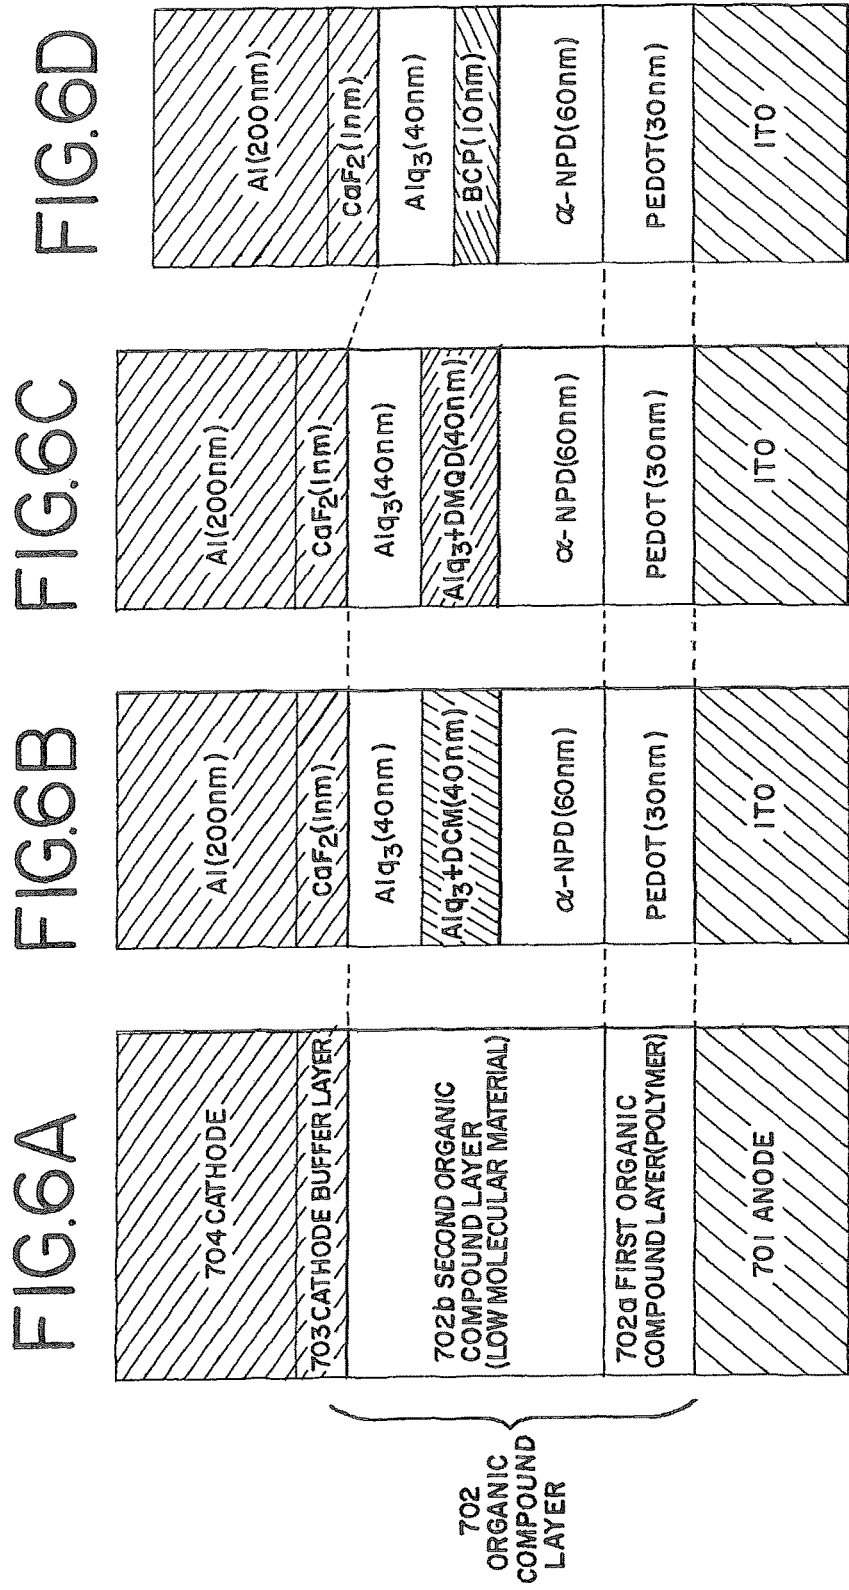 FIG.6A
704 CATHODE
703 CATHODE BUFFER LAYER
702b SECOND ORGANIC
COMPOUND LAYER
(LOW MOLECULAR MATERIAL)
702a FIRST ORGANIC
COMPOUND LAYER(POLYMER)
701 ANODE
702
ORGANIC
COMPOUND
LAYER
FIG.6B
Al(200nm)
CaF2(1nm)
Alq3(40nm)
Alq3+DCM(40nm)
α-NPD(60nm)
PEDOT(30nm)
ITO
FIG.6C
Al(200nm)
CaF2(1nm)
Alq3(40nm)
Alq3+DMQD(40nm)
α-NPD(60nm)
PEDOT(30nm)
ITO
FIG.6D
Al(200nm)
CaF2(1nm)
Alq3(40nm)
BCP(10nm)
α-NPD(60nm)
PEDOT(30nm)
ITO